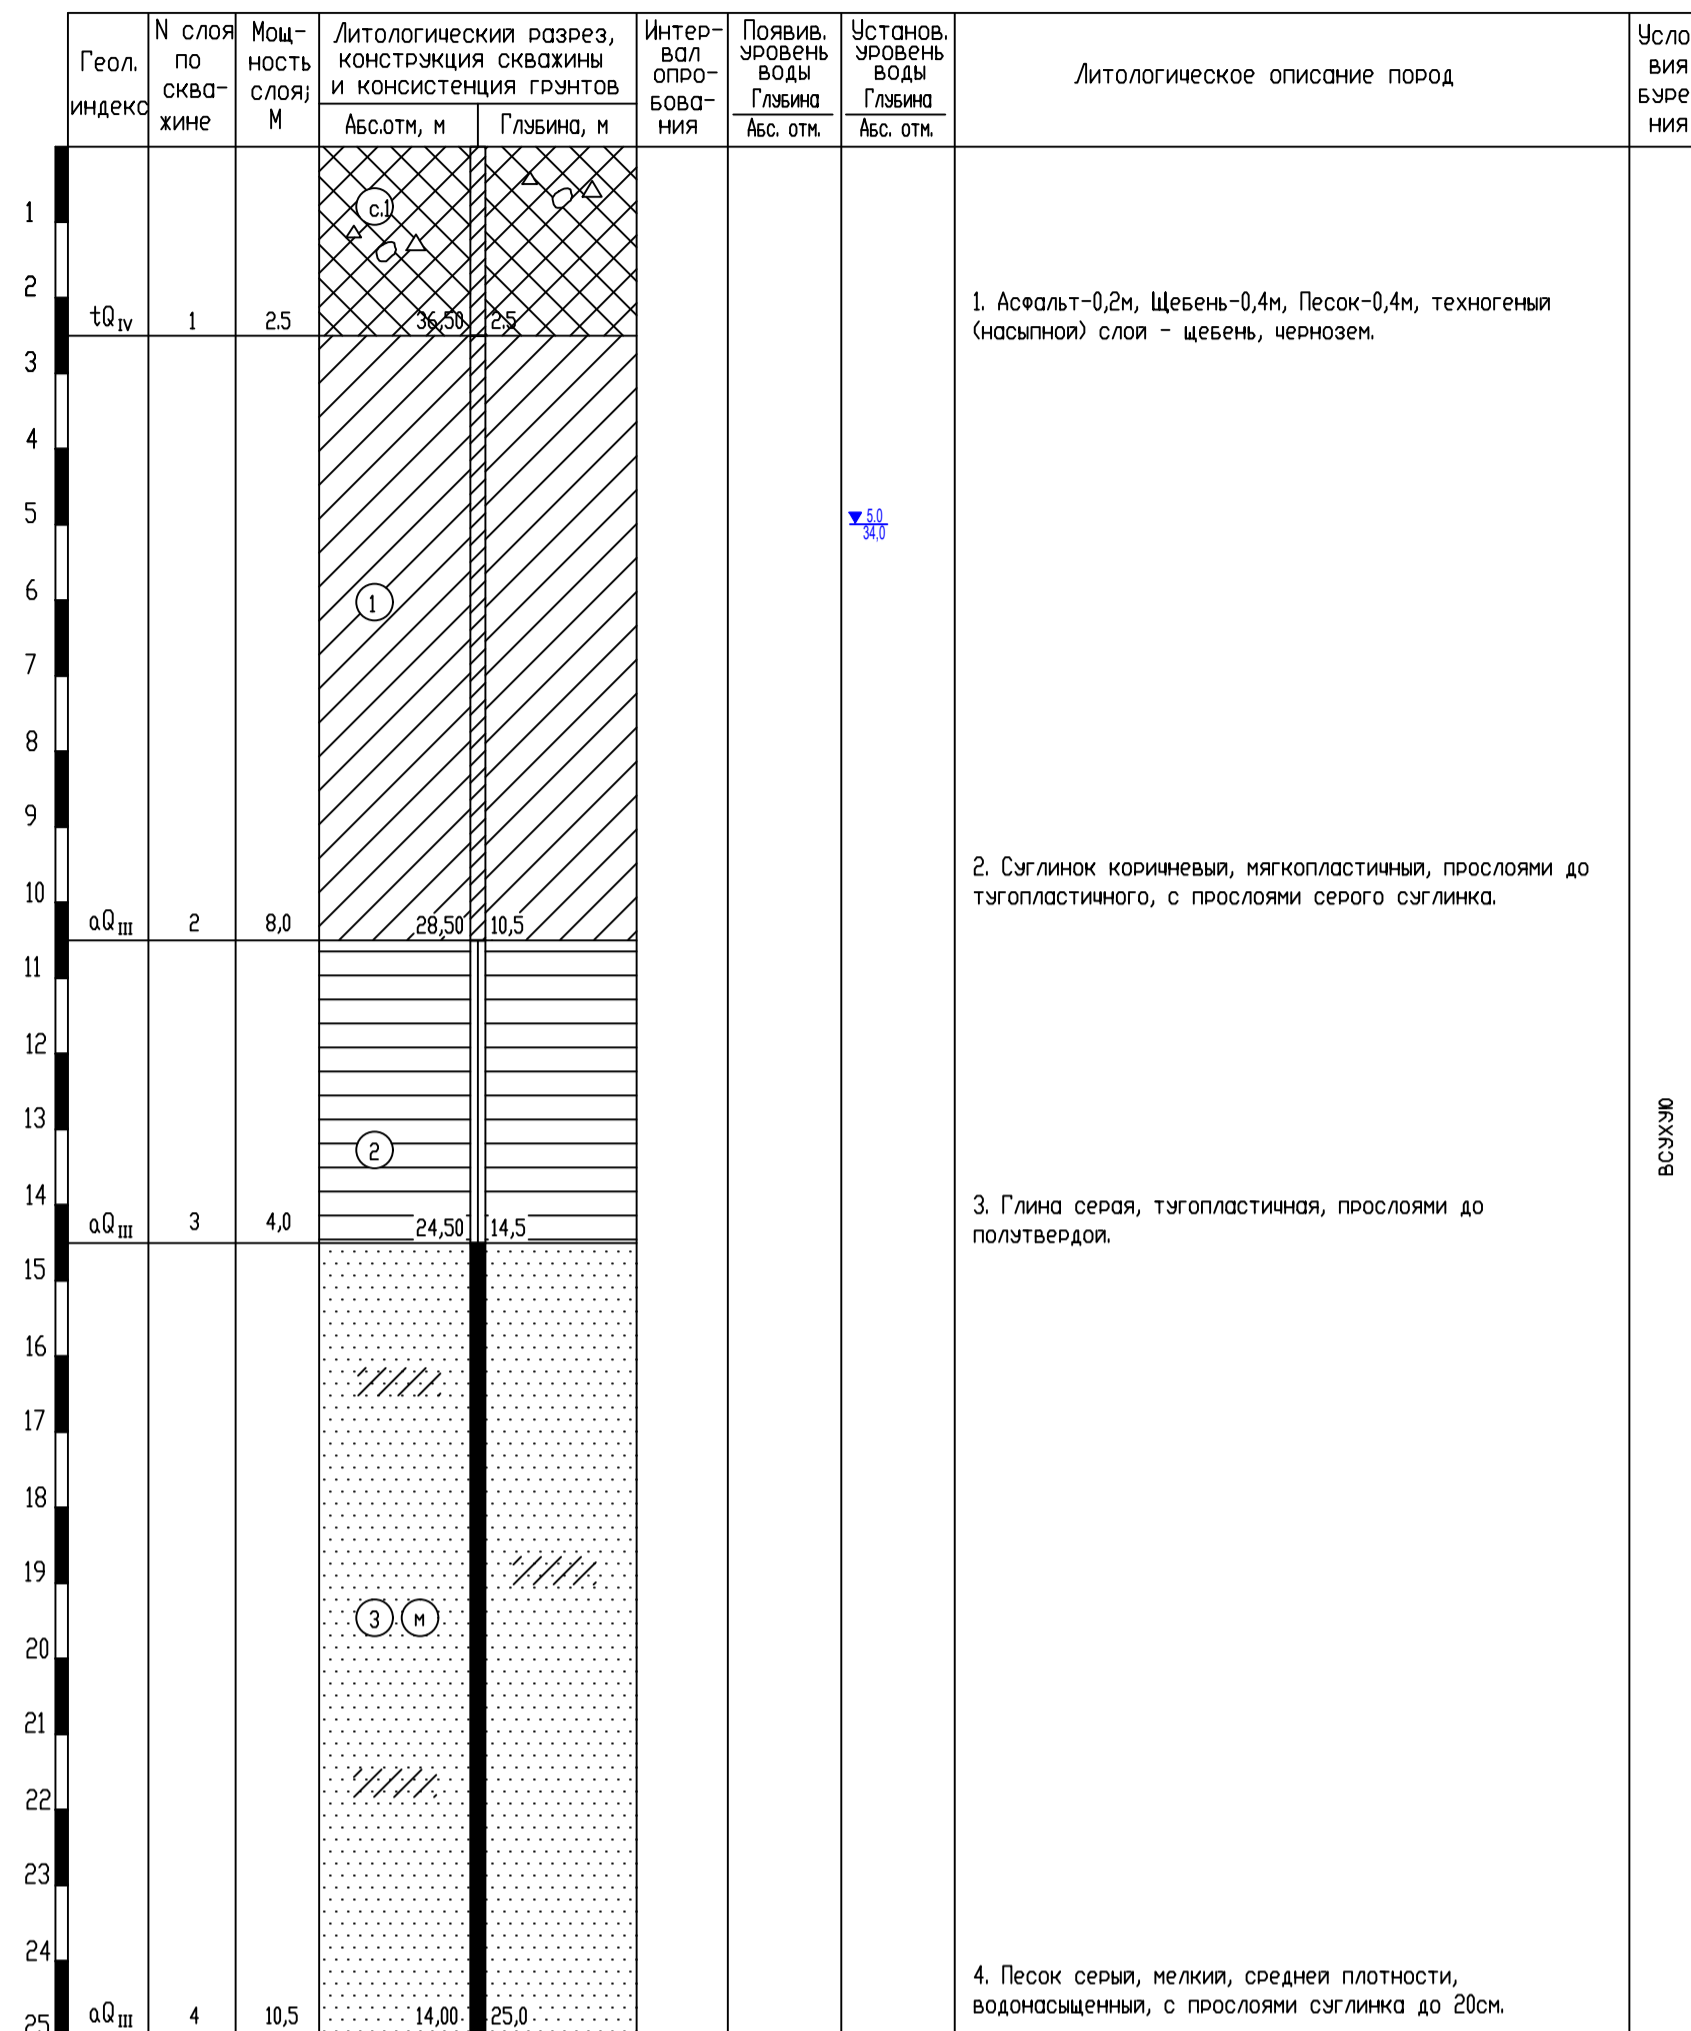 Геол.
индекс
N слоя
по
сква-
жине
Мощ-
ность
слоя;
М
Литологический разрез,
конструкция скважины
и консистенция грунтов
Абс.отм, м
Глубина, м
Интер-
вал
опро-
бова-
ния
Появив.
уровень
воды
Глубина
Абс. отм.
Установ.
уровень
воды
Глубина
Абс. отм.
Литологическое описание пород
Усло
вия
буре
ния
1
с.1
2
tQIV 1 2.5 36,50 2.5
1. Асфальт-0,2м, Щебень-0,4м, Песок-0,4м, техногеный
(насыпной) слой - щебень, чернозем.
3
4
5
5.0
34,0
6
1
7
8
9
10
aQIII 2 8,0 28,50 10,5
2. Суглинок коричневый, мягкопластичный, прослоями до
тугопластичного, с прослоями серого суглинка.
11
12
13
2
ВСУХУЮ
14
aQIII 3 4,0 24,50 14,5
3. Глина серая, тугопластичная, прослоями до
полутвердой.
15
16
17
18
19
3 М
20
21
22
23
24
aQIII 4 10,5 14,00 25,0
4. Песок серый, мелкий, средней плотности,
водонасыщенный, с прослоями суглинка до 20см.
25